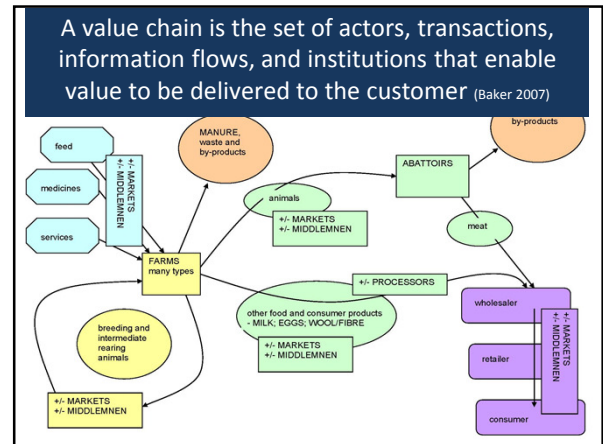 A value chain is the set of actors, transactions,
information flows, and institutions that enable
value to be delivered to the customer (Baker 2007)
feed
medicines
services
+/- MARKETS
+/- MIDDLEMNEN
MANURE,
waste and
by-products
by-products
ABATTOIRS
animals
+/- MARKETS
+/- MIDDLEMNEN
meat
FARMS
many types
+/- PROCESSORS
other food and consumer products
- MILK; EGGS; WOOL/FIBRE
+/- MARKETS
+/- MIDDLEMNEN
breeding and
intermediate
rearing
animals
+/- MARKETS
+/- MIDDLEMNEN
wholesaler
retailer
consumer
+/- MARKETS
+/- MIDDLEMNEN